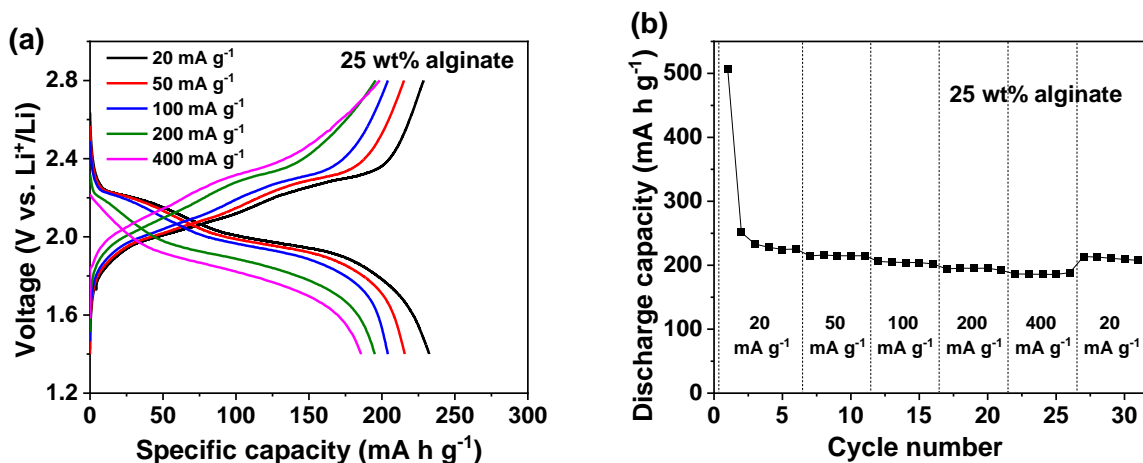 (a)
25 wt% alginate
20 mA g⁻¹
50 mA g⁻¹
100 mA g⁻¹
200 mA g⁻¹
400 mA g⁻¹
Voltage (V vs. Li⁺/Li)
2.8
2.4
2.0
1.6
1.2
0 50 100 150 200 250 300
Specific capacity (mA h g⁻¹)
(b)
25 wt% alginate
Discharge capacity (mA h g⁻¹)
500
400
300
200
100
0
20 50 100 200 400 20
mA g⁻¹ mA g⁻¹ mA g⁻¹ mA g⁻¹ mA g⁻¹ mA g⁻¹
0 5 10 15 20 25 30
Cycle number